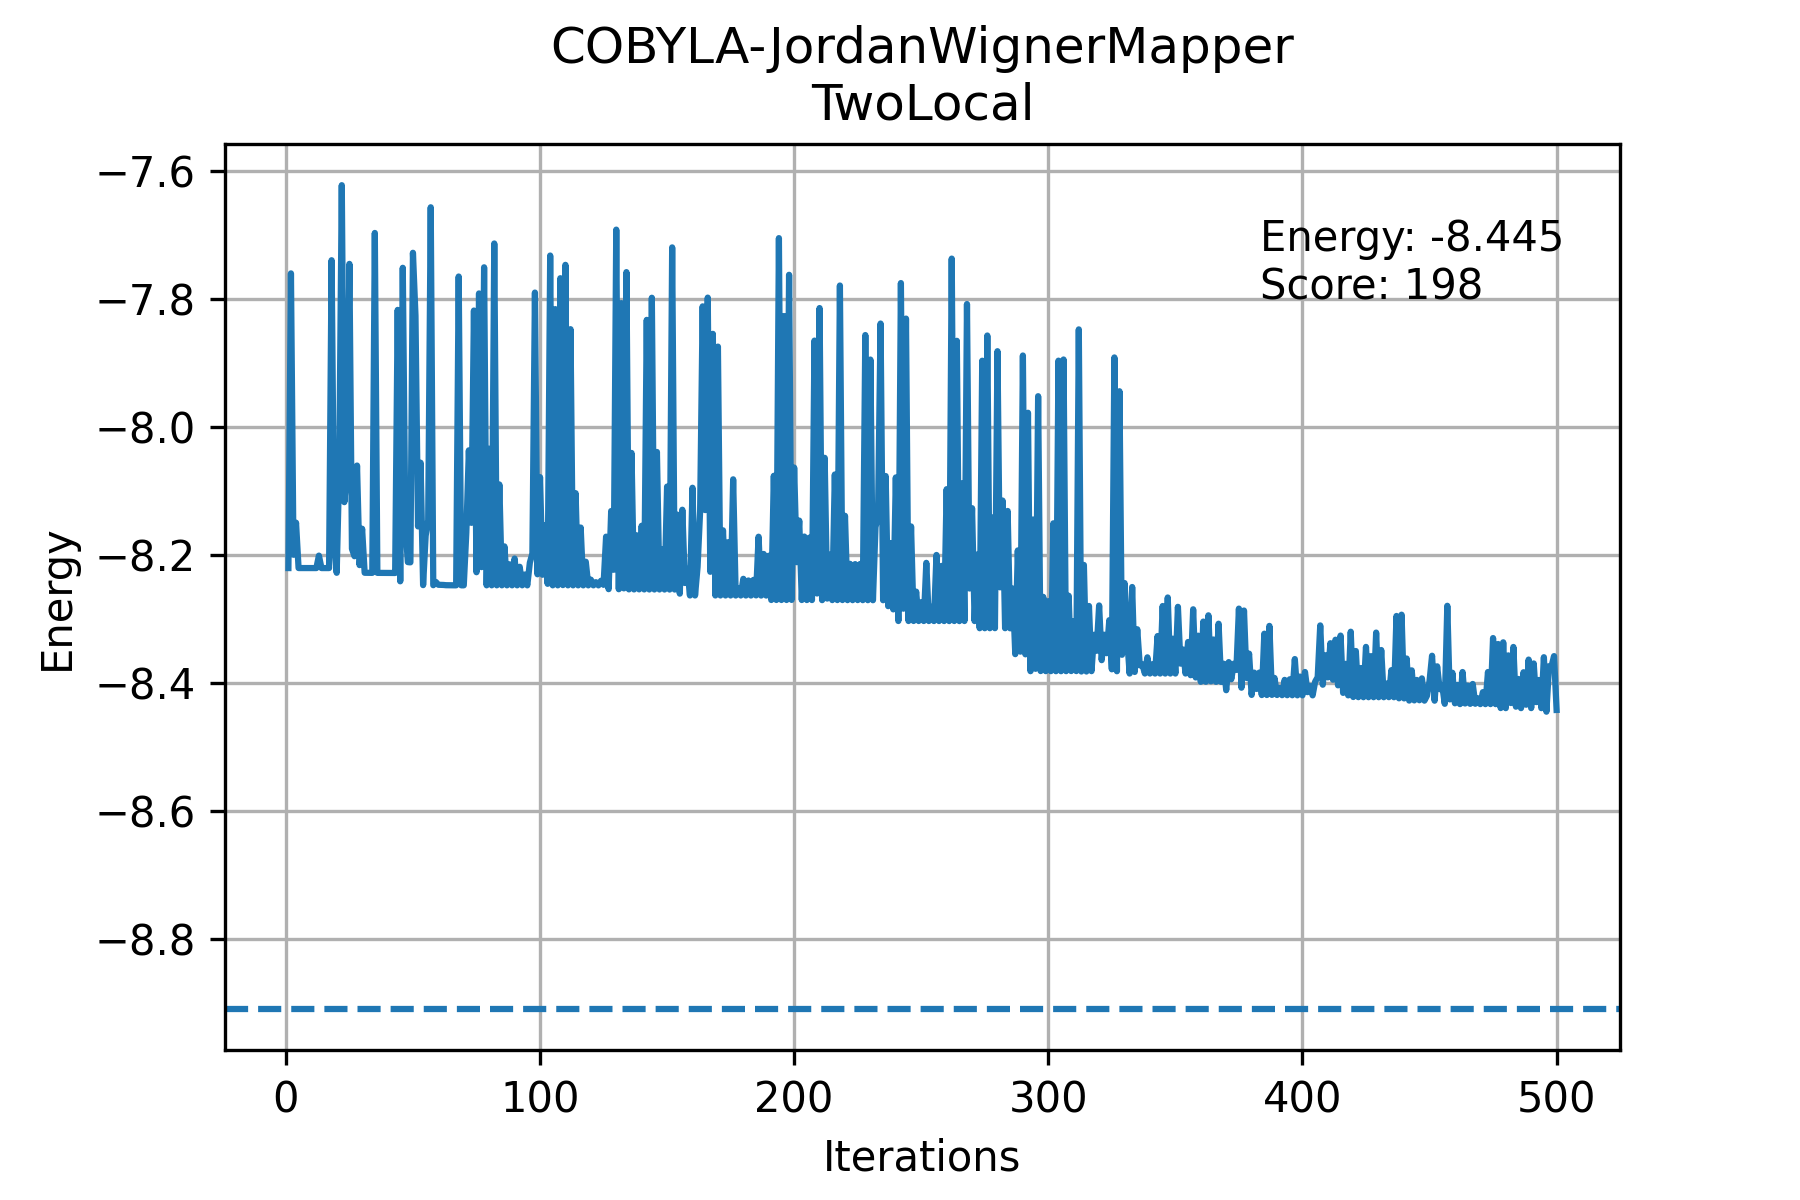 COBYLA-JordanWignerMapper
TwoLocal
Energy: -8.445
Score: 198
−7.6
−7.8
−8.0
−8.2
−8.4
−8.6
−8.8
Energy
0 100 200 300 400 500
Iterations